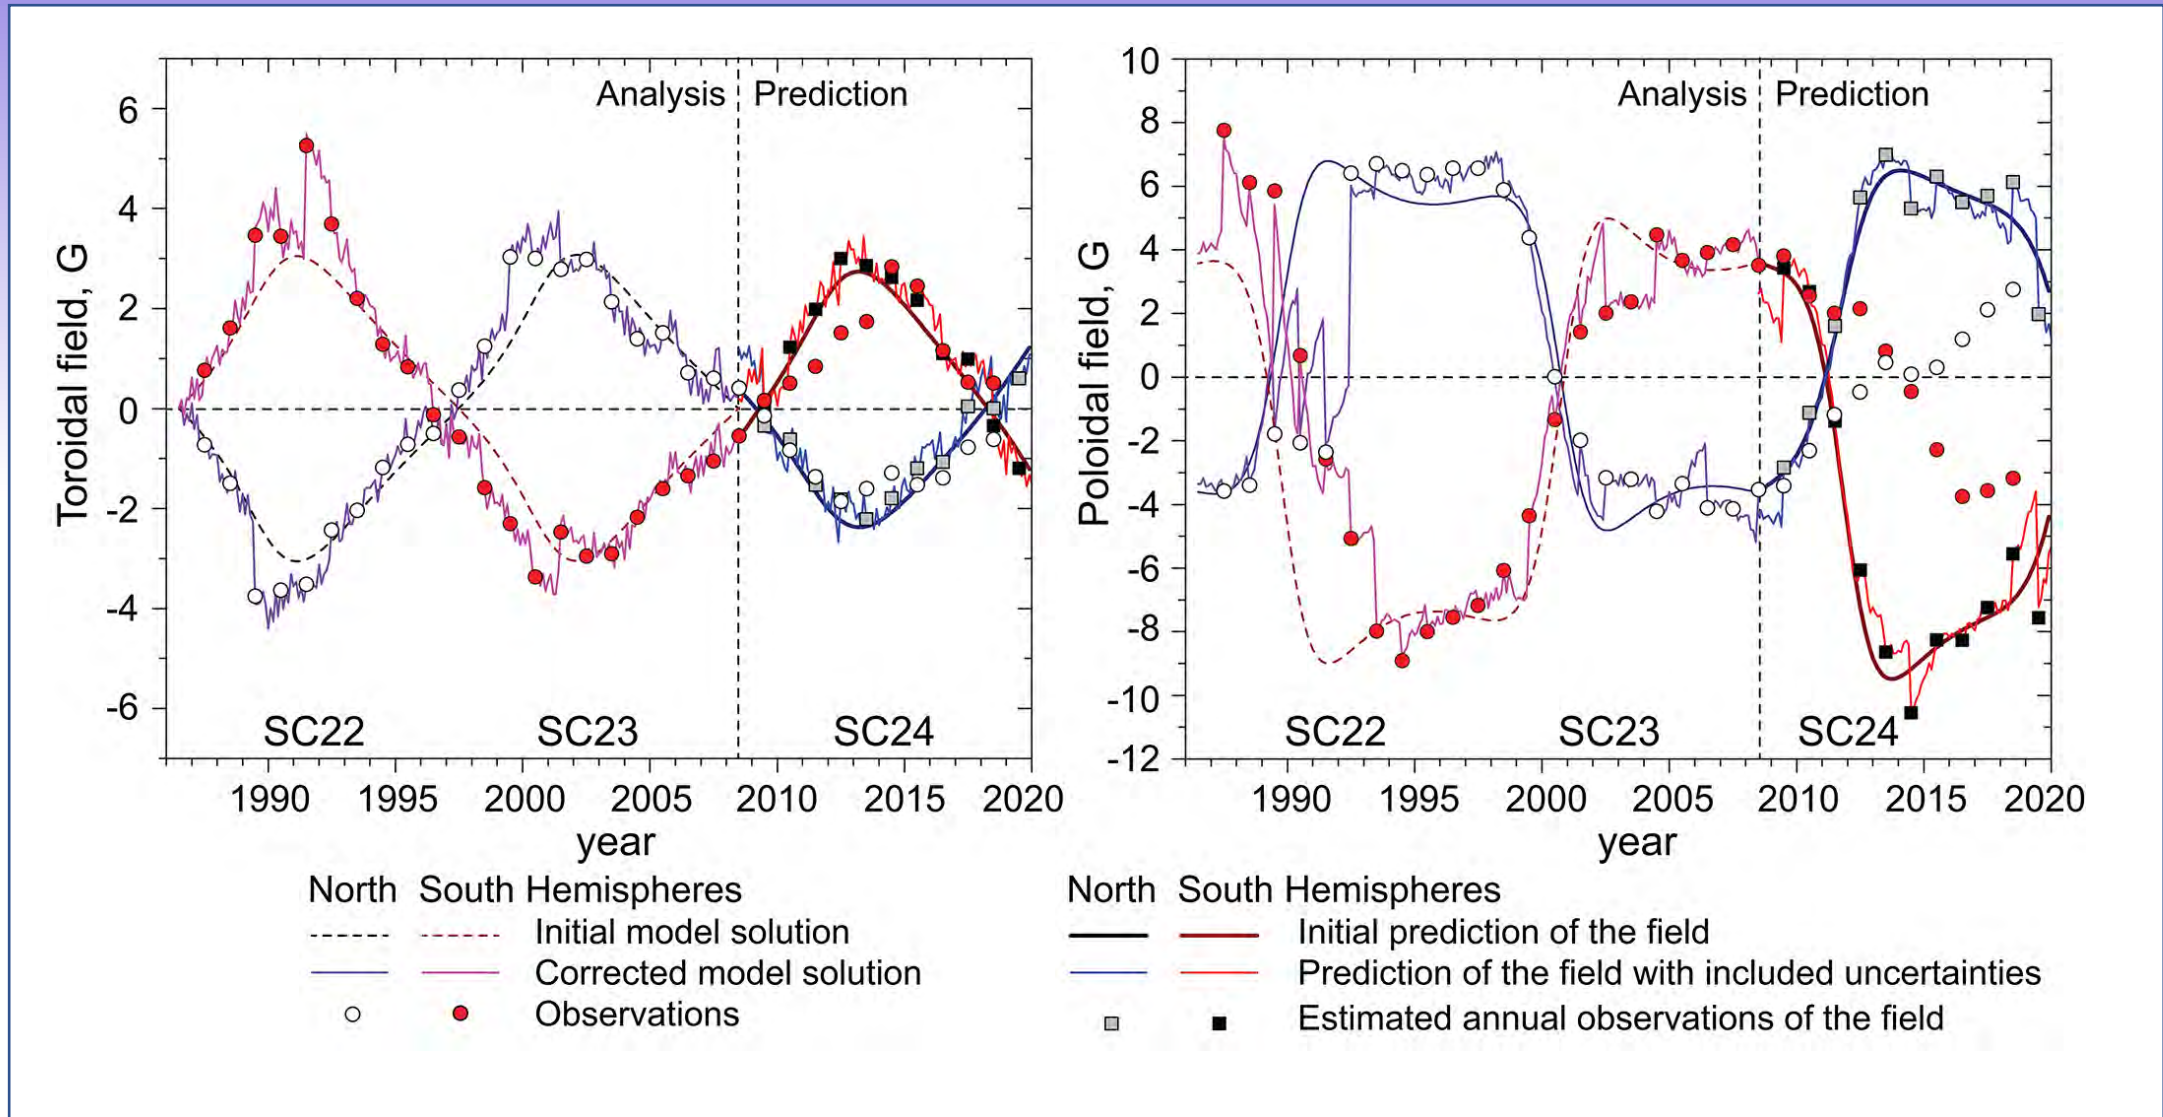 Analysis Prediction
6
4
2
0
-2
-4
-6
Toroidal field, G
SC22 SC23 SC24
1990 1995 2000 2005 2010 2015 2020
year
Analysis Prediction
10
8
6
4
2
0
-2
-4
-6
-8
-10
-12
Poloidal field, G
SC22 SC23 SC24
1990 1995 2000 2005 2010 2015 2020
year
North South Hemispheres
Initial model solution
Corrected model solution
Observations
North South Hemispheres
Initial prediction of the field
Prediction of the field with included uncertainties
Estimated annual observations of the field